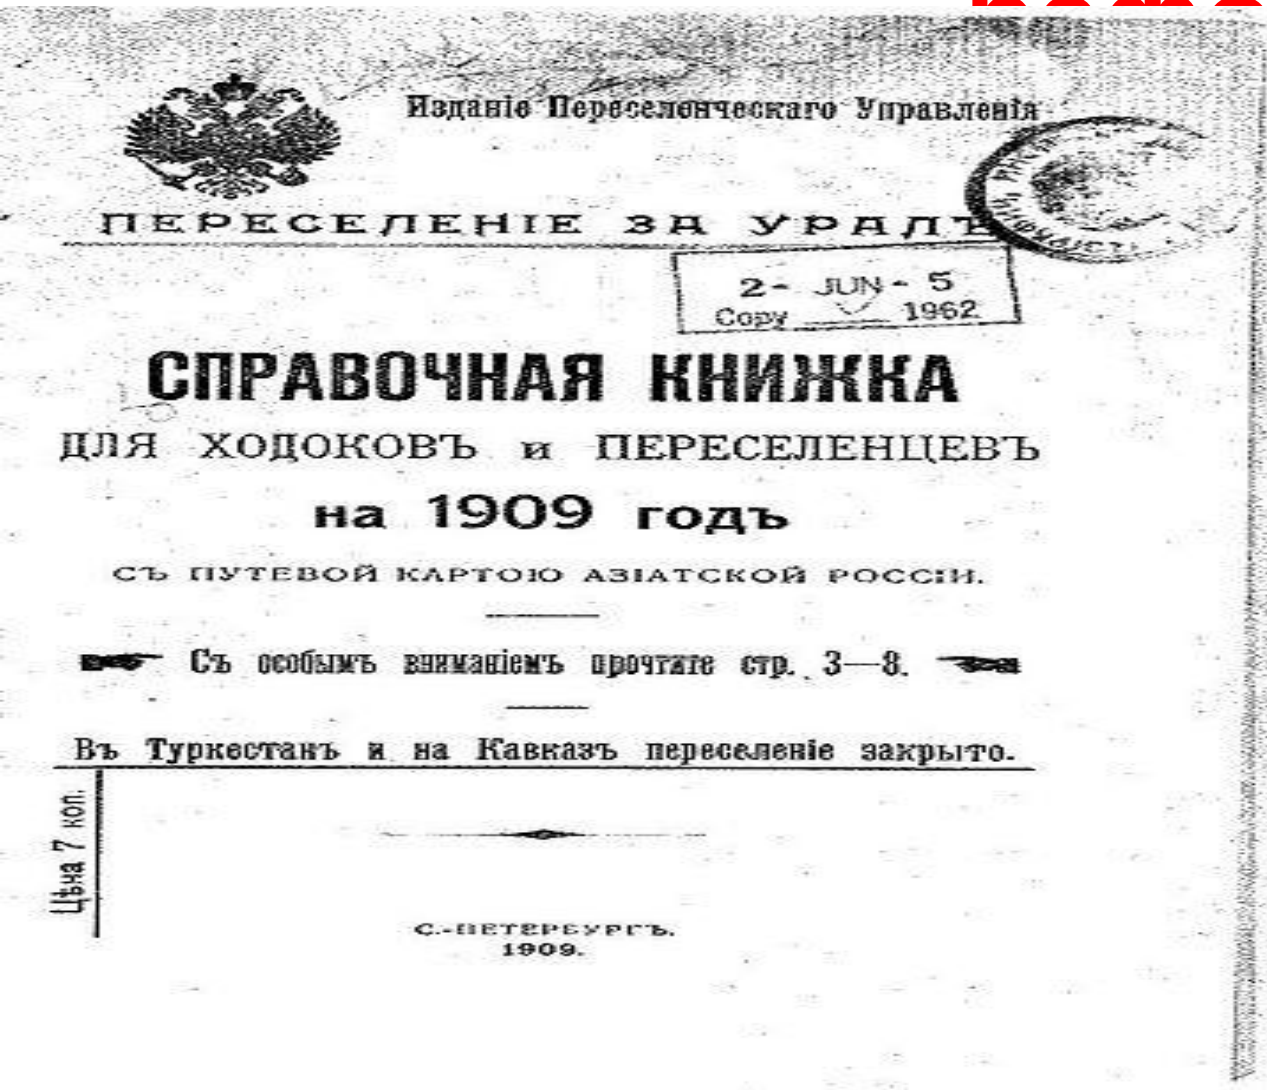 Изданіе Переселенческаго Управленія
ПЕРЕСЕЛЕНІЕ ЗА УРАЛЪ
2 - JUN - 5
Copy 1962
СПРАВОЧНАЯ КНИЖКА
ДЛЯ ХОДОКОВЪ и ПЕРЕСЕЛЕНЦЕВЪ
на 1909 годъ
СЪ ПУТЕВОЙ КАРТОЮ АЗІАТСКОЙ РОССІИ.
Съ особымъ вниманіемъ прочтите стр. 3—8.
Въ Туркестанъ и на Кавказъ переселеніе закрыто.
Цѣна 7 коп.
С.-ПЕТЕРБУРГЪ.
1909.